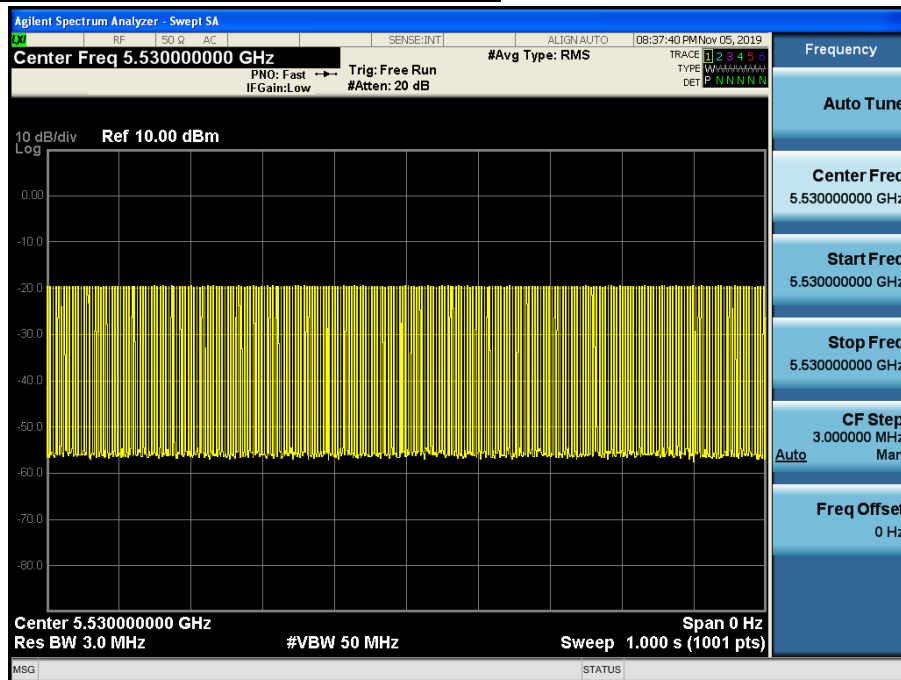 Agilent Spectrum Analyzer - Swept SA
LXI RF 50 Ω AC SENSE:INT ALIGN AUTO 08:37:40 PM Nov 05, 2019
Center Freq 5.530000000 GHz #Avg Type: RMS TRACE 1 2 3 4 5 6
PNO: Fast Trig: Free Run TYPE WWWWWW
IFGain:Low #Atten: 20 dB DET P N N N N N
10 dB/div Ref 10.00 dBm
Log
0.00
-10.0
-20.0
-30.0
-40.0
-50.0
-60.0
-70.0
-80.0
Center 5.530000000 GHz Span 0 Hz
Res BW 3.0 MHz #VBW 50 MHz Sweep 1.000 s (1001 pts)
MSG STATUS
Frequency
Auto Tune
Center Freq
5.530000000 GHz
Start Freq
5.530000000 GHz
Stop Freq
5.530000000 GHz
CF Step
3.000000 MHz
Auto Man
Freq Offset
0 Hz